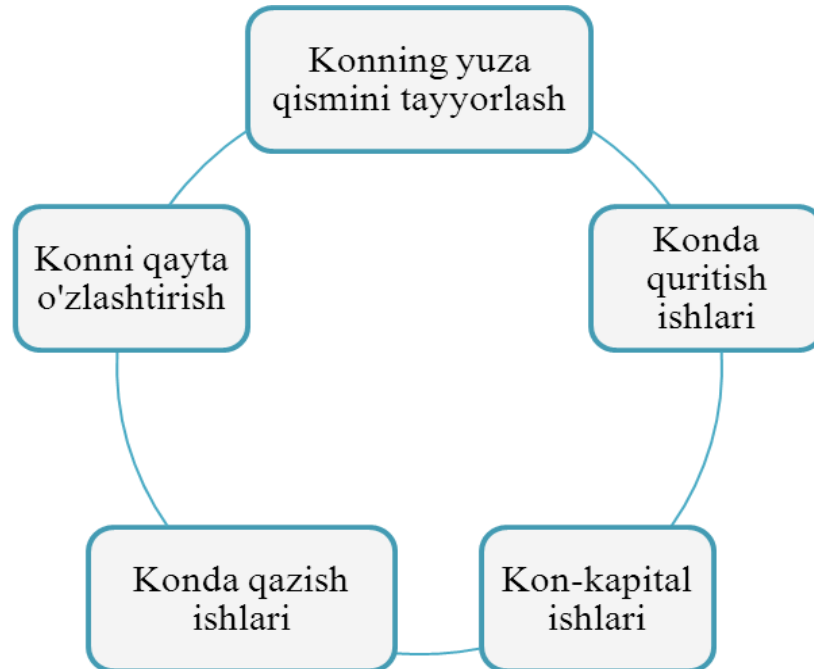 Konning yuza
qismini tayyorlash
Konda
quritish
ishlari
Kon-kapital
ishlari
Konda qazish
ishlari
Konni qayta
o'zlashtirish